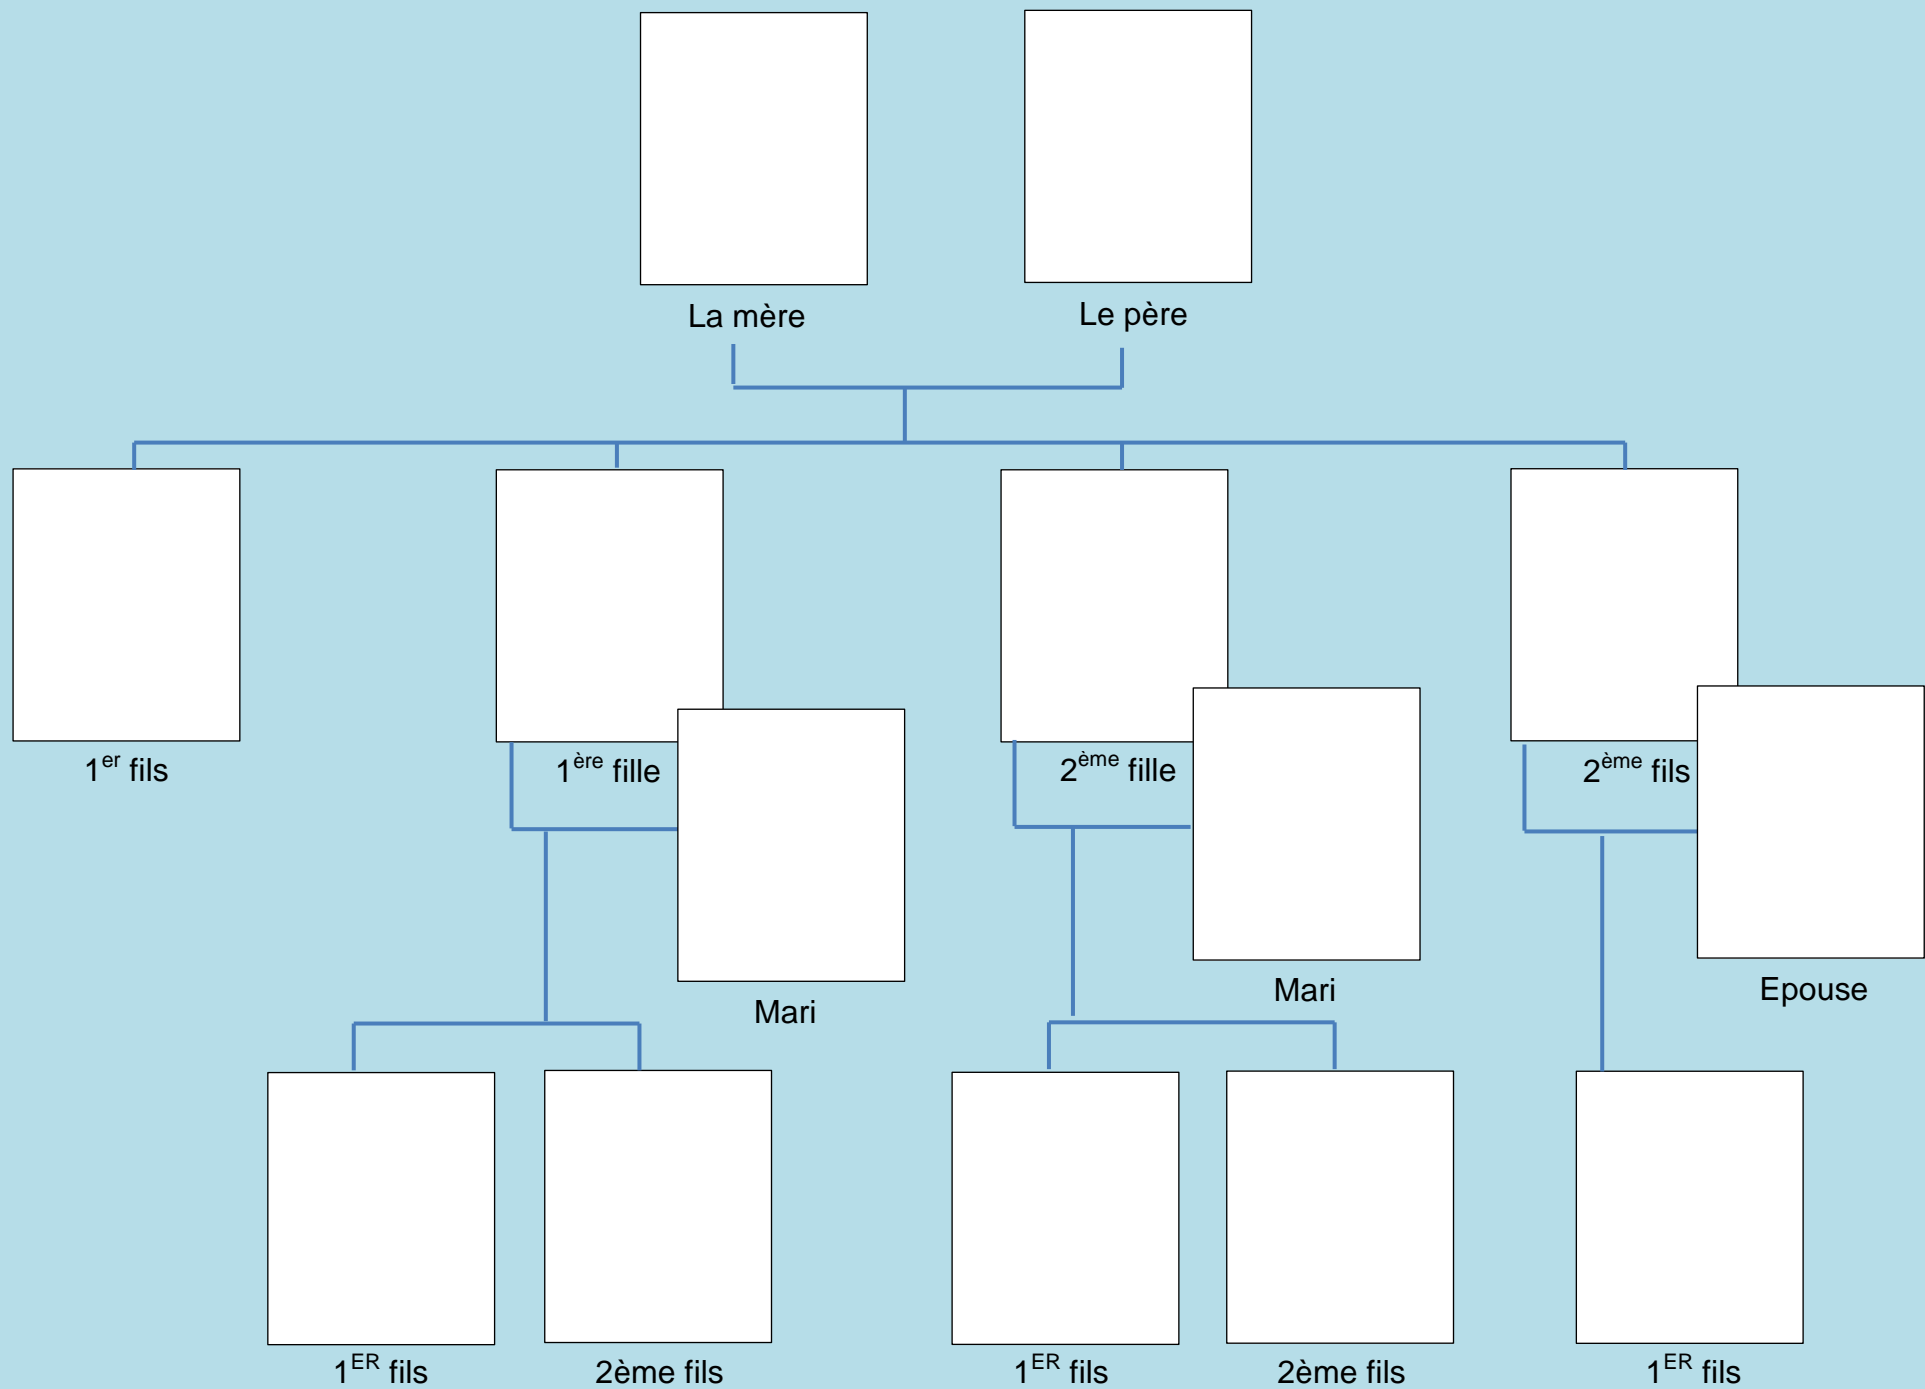 La mère
Le père
1er fils
1ère fille
2ème fille
2ème fils
Mari
Mari
Epouse
1ER fils
2ème fils
1ER fils
2ème fils
1ER fils